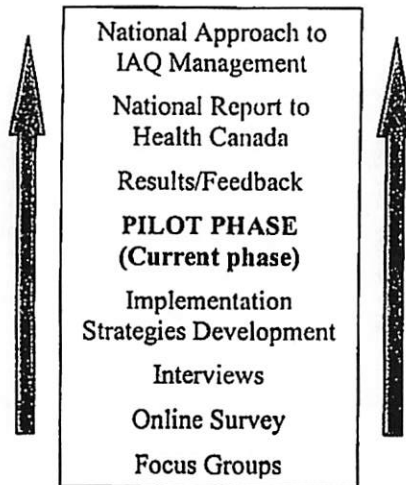 National Approach to
IAQ Management
National Report to
Health Canada
Results/Feedback
PILOT PHASE
(Current phase)
Implementation
Strategies Development
Interviews
Online Survey
Focus Groups